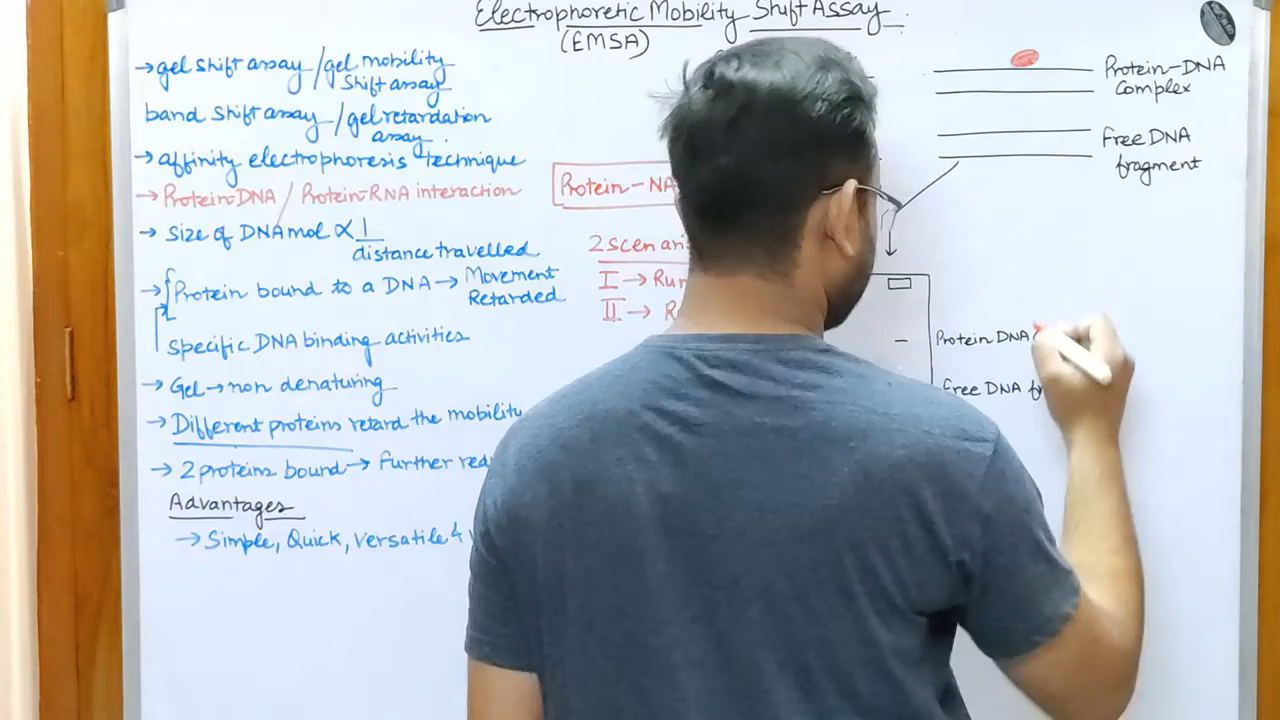 Electrophoretic Mobility Shift Assay
(EMSA)
→ gel shift assay / gel mobility
shift assay
band shift assay / gel retardation
assay.
→ affinity electrophoresis technique
→ Protein-DNA / Protein-RNA interaction
→ Size of DNA mol ∝ 1
distance travelled
→ Protein bound to a DNA → Movement
Retarded
specific DNA binding activities
→ Gel → non denaturing
→ Different proteins retard the mobility
→ 2 proteins bound → Further
Advantages
→ Simple, Quick, versatile &
Protein-NA
2
I →
II →
Protein-DNA
Complex
Free DNA
fragment
Protein DNA
Free DNA